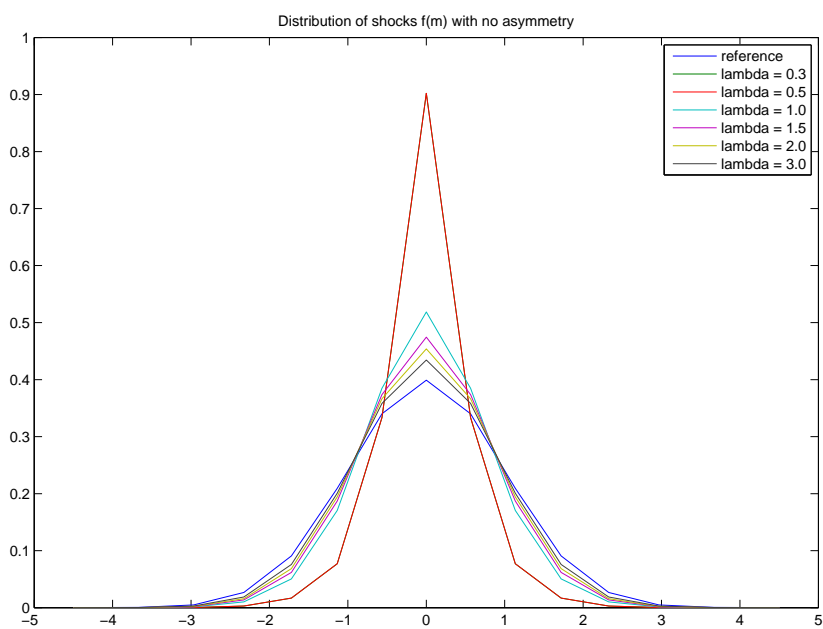 Distribution of shocks f(m) with no asymmetry
1
0.9
0.8
0.7
0.6
0.5
0.4
0.3
0.2
0.1
0
−5 −4 −3 −2 −1 0 1 2 3 4 5
reference
lambda = 0.3
lambda = 0.5
lambda = 1.0
lambda = 1.5
lambda = 2.0
lambda = 3.0